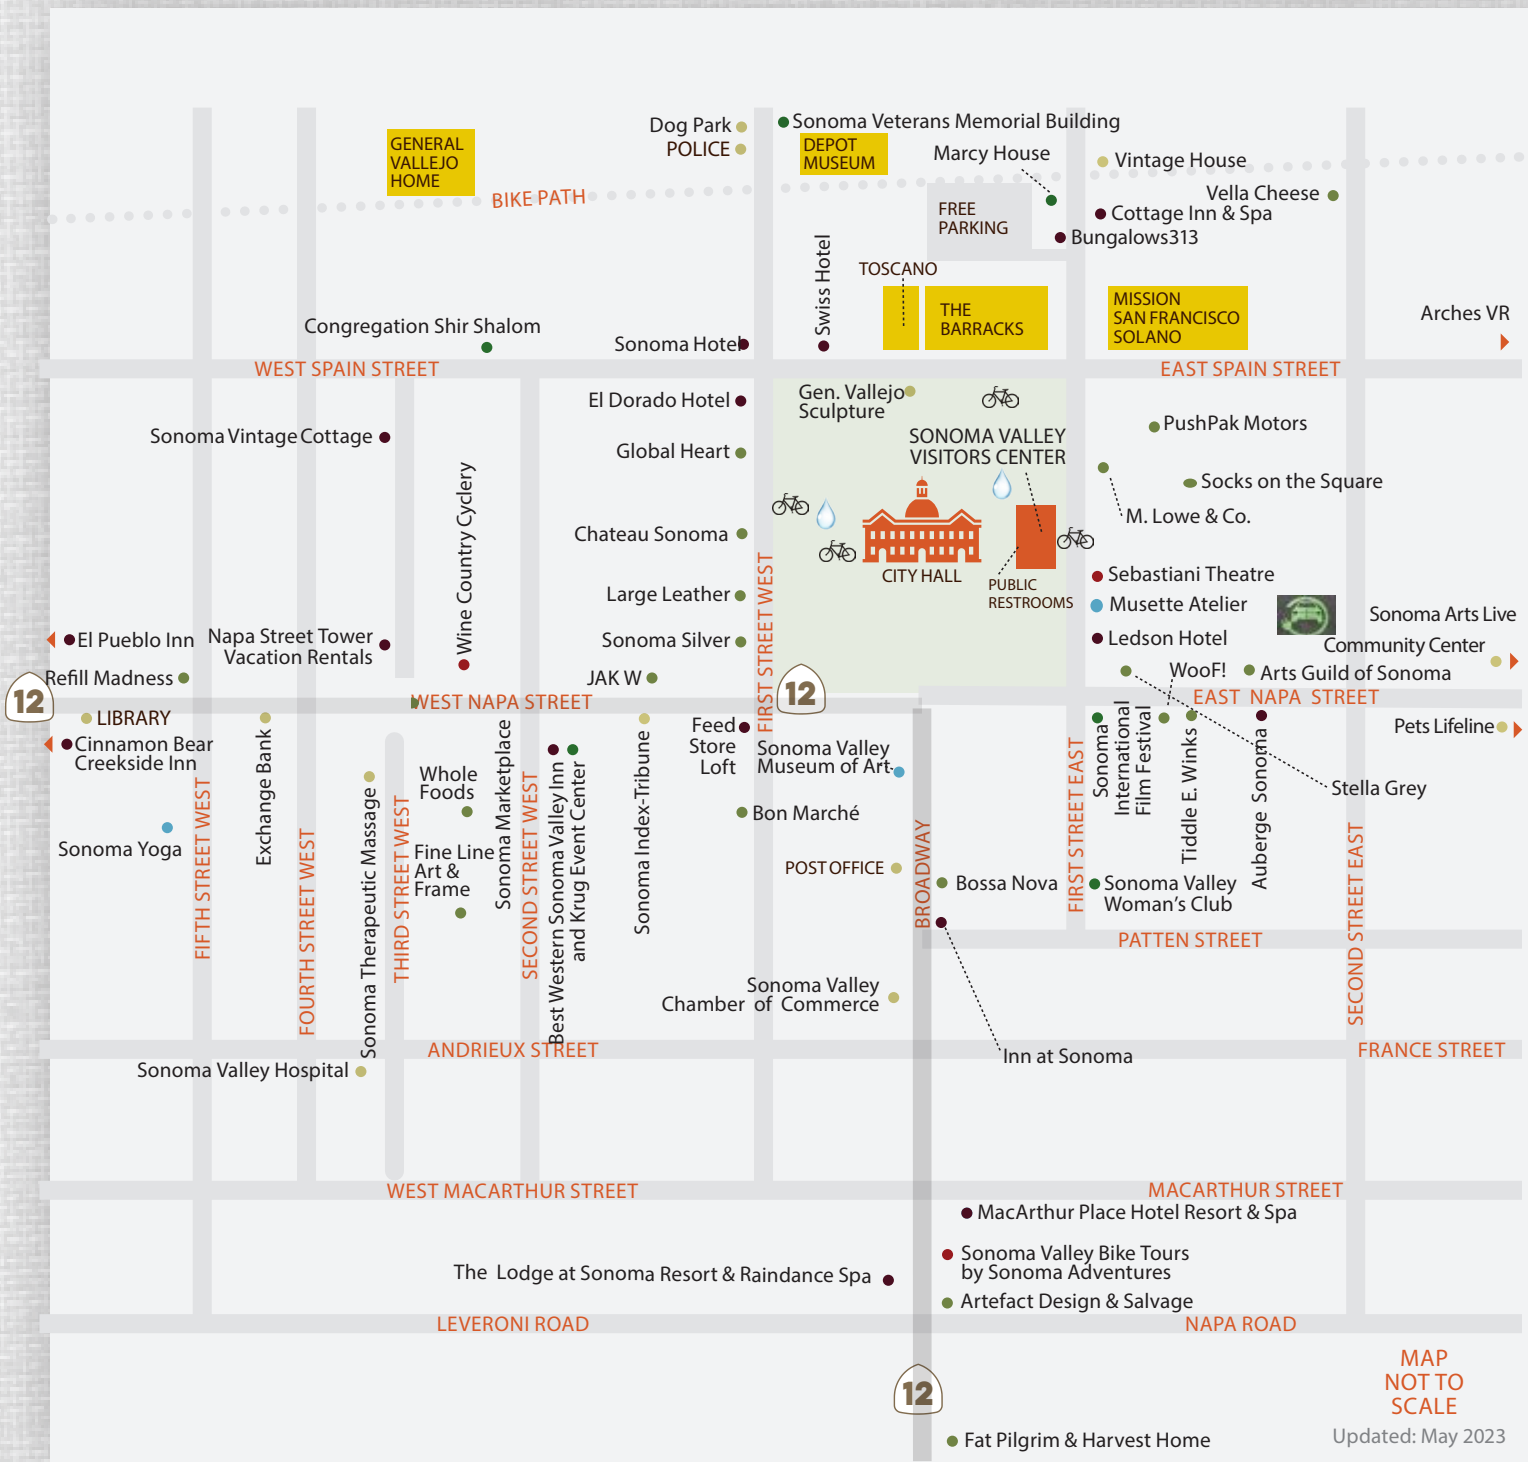 Dog Park
POLICE
Sonoma Veterans Memorial Building
GENERAL
VALLEJO
HOME
DEPOT
MUSEUM
Marcy House
Vintage House
BIKE PATH
Vella Cheese
FREE
PARKING
Cottage Inn & Spa
Bungalows313
Swiss Hotel
TOSCANO
THE
BARRACKS
MISSION
SAN FRANCISCO
SOLANO
Arches VR
Congregation Shir Shalom
Sonoma Hotel
WEST SPAIN STREET
EAST SPAIN STREET
El Dorado Hotel
Gen. Vallejo
Sculpture
PushPak Motors
Sonoma Vintage Cottage
Global Heart
SONOMA VALLEY
VISITORS CENTER
Socks on the Square
M. Lowe & Co.
Wine Country Cyclery
Chateau Sonoma
CITY HALL
PUBLIC
RESTROOMS
Sebastiani Theatre
Large Leather
Musette Atelier
Sonoma Arts Live
Community Center
El Pueblo Inn
Napa Street Tower
Vacation Rentals
Sonoma Silver
FIRST STREET WEST
Ledson Hotel
Refill Madness
JAK W
WooF!
Arts Guild of Sonoma
12
WEST NAPA STREET
12
EAST NAPA STREET
LIBRARY
Cinnamon Bear
Creekside Inn
Exchange Bank
Sonoma Therapeutic Massage
Whole
Foods
Sonoma Marketplace
Best Western Sonoma Valley Inn
and Krug Event Center
Sonoma Index-Tribune
Feed
Store
Loft
Sonoma Valley
Museum of Art
Sonoma
International
Film Festival
Tiddle E. Winks
Auberge Sonoma
Pets Lifeline
Stella Grey
Sonoma Yoga
FIFTH STREET WEST
FOURTH STREET WEST
THIRD STREET WEST
Fine Line
Art &
Frame
SECOND STREET WEST
Bon Marché
POST OFFICE
BROADWAY
Bossa Nova
FIRST STREET EAST
Sonoma Valley
Woman's Club
SECOND STREET EAST
PATTEN STREET
Sonoma Valley
Chamber of Commerce
Inn at Sonoma
ANDRIEUX STREET
FRANCE STREET
Sonoma Valley Hospital
WEST MACARTHUR STREET
MACARTHUR STREET
MacArthur Place Hotel Resort & Spa
Sonoma Valley Bike Tours
by Sonoma Adventures
The Lodge at Sonoma Resort & Raindance Spa
Artefact Design & Salvage
LEVERONI ROAD
NAPA ROAD
12
MAP
NOT TO
SCALE
Updated: May 2023
Fat Pilgrim & Harvest Home